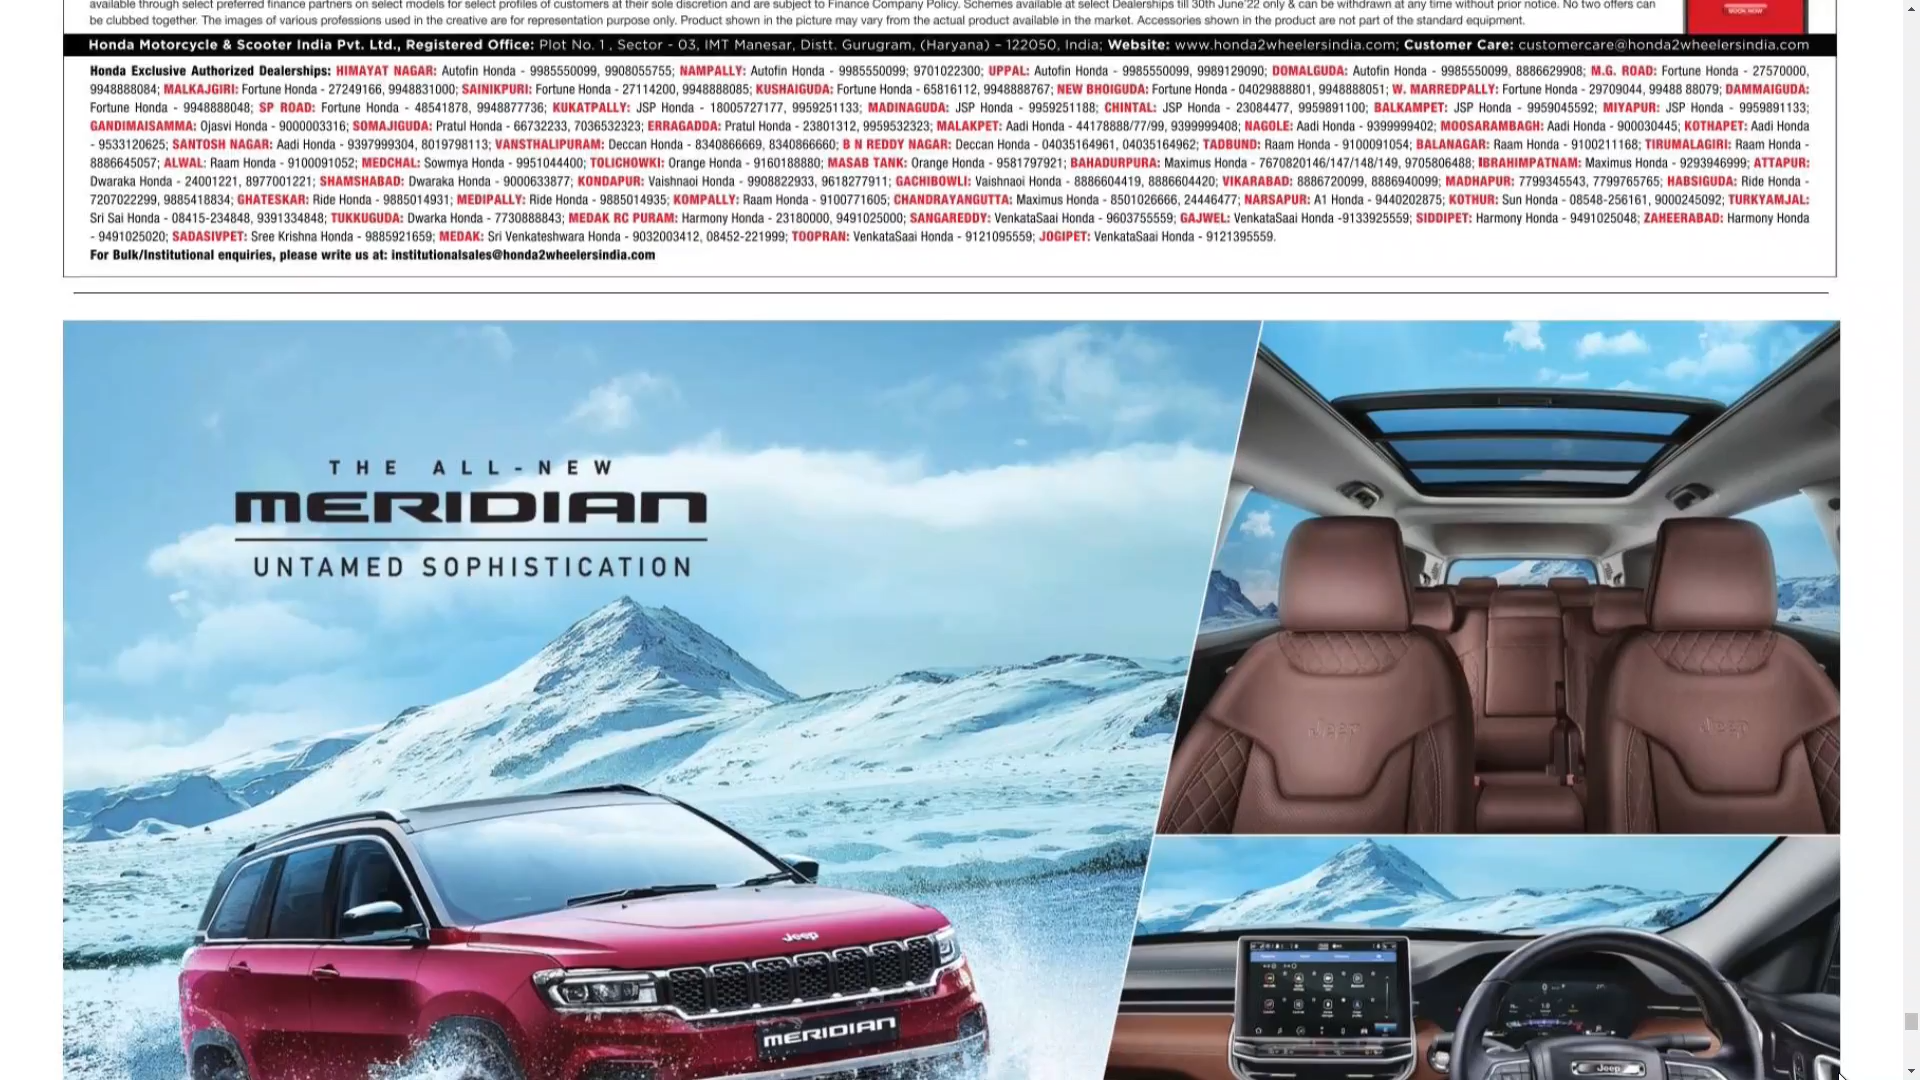 available through select preferred finance partners on select models for select profiles of customers at their sole discretion and are subject to Finance Company Policy. Schemes available at select Dealerships till 30th June'22 only & can be withdrawn at any time without prior notice. No two offers can
be clubbed together. The images of various professions used in the creative are for representation purpose only. Product shown in the picture may vary from the actual product available in the market. Accessories shown in the product are not part of the standard equipment.
BOOK NOW
Honda Motorcycle & Scooter India Pvt. Ltd., Registered Office: Plot No. 1 , Sector - 03, IMT Manesar, Distt. Gurugram, (Haryana) – 122050, India; Website: www.honda2wheelersindia.com; Customer Care: customercare@honda2wheelersindia.com
Honda Exclusive Authorized Dealerships: HIMAYAT NAGAR: Autofin Honda - 9985550099, 9908055755; NAMPALLY: Autofin Honda - 9985550099; 9701022300; UPPAL: Autofin Honda - 9985550099, 9989129090; DOMALGUDA: Autofin Honda - 9985550099, 8886629908; M.G. ROAD: Fortune Honda - 27570000,
9948888084; MALKAJGIRI: Fortune Honda - 27249166, 9948831000; SAINIKPURI: Fortune Honda - 27114200, 9948888085; KUSHAIGUDA: Fortune Honda - 65816112, 9948888767; NEW BHOIGUDA: Fortune Honda - 04029888801, 9948888051; W. MARREDPALLY: Fortune Honda - 29709044, 99488 88079; DAMMAIGUDA:
Fortune Honda - 9948888048; SP ROAD: Fortune Honda - 48541878, 9948877736; KUKATPALLY: JSP Honda - 18005727177, 9959251133; MADINAGUDA: JSP Honda - 9959251188; CHINTAL: JSP Honda - 23084477, 9959891100; BALKAMPET: JSP Honda - 9959045592; MIYAPUR: JSP Honda - 9959891133;
GANDIMAISAMMA: Ojasvi Honda - 9000003316; SOMAJIGUDA: Pratul Honda - 66732233, 7036532323; ERRAGADDA: Pratul Honda - 23801312, 9959532323; MALAKPET: Aadi Honda - 44178888/77/99, 9399999408; NAGOLE: Aadi Honda - 9399999402; MOOSARAMBAGH: Aadi Honda - 900030445; KOTHAPET: Aadi Honda
- 9533120625; SANTOSH NAGAR: Aadi Honda - 9397999304, 8019798113; VANSTHALIPURAM: Deccan Honda - 8340866669, 8340866660; B N REDDY NAGAR: Deccan Honda - 04035164961, 04035164962; TADBUND: Raam Honda - 9100091054; BALANAGAR: Raam Honda - 9100211168; TIRUMALAGIRI: Raam Honda -
8886645057; ALWAL: Raam Honda - 9100091052; MEDCHAL: Sowmya Honda - 9951044400; TOLICHOWKI: Orange Honda - 9160188880; MASAB TANK: Orange Honda - 9581797921; BAHADURPURA: Maximus Honda - 7670820146/147/148/149, 9705806488; IBRAHIMPATNAM: Maximus Honda - 9293946999; ATTAPUR:
Dwaraka Honda - 24001221, 8977001221; SHAMSHABAD: Dwaraka Honda - 9000633877; KONDAPUR: Vaishnaoi Honda - 9908822933, 9618277911; GACHIBOWLI: Vaishnaoi Honda - 8886604419, 8886604420; VIKARABAD: 8886720099, 8886940099; MADHAPUR: 7799345543, 7799765765; HABSIGUDA: Ride Honda -
7207022299, 9885418834; GHATESKAR: Ride Honda - 9885014931; MEDIPALLY: Ride Honda - 9885014935; KOMPALLY: Raam Honda - 9100771605; CHANDRAYANGUTTA: Maximus Honda - 8501026666, 24446477; NARSAPUR: A1 Honda - 9440202875; KOTHUR: Sun Honda - 08548-256161, 9000245092; TURKYAMJAL:
Sri Sai Honda - 08415-234848, 9391334848; TUKKUGUDA: Dwarka Honda - 7730888843; MEDAK RC PURAM: Harmony Honda - 23180000, 9491025000; SANGAREDDY: VenkataSaai Honda - 9603755559; GAJWEL: VenkataSaai Honda -9133925559; SIDDIPET: Harmony Honda - 9491025048; ZAHEERABAD: Harmony Honda
- 9491025020; SADASIVPET: Sree Krishna Honda - 9885921659; MEDAK: Sri Venkateshwara Honda - 9032003412, 08452-221999; TOOPRAN: VenkataSaai Honda - 9121095559; JOGIPET: VenkataSaai Honda - 9121395559.
For Bulk/Institutional enquiries, please write us at: institutionalsales@honda2wheelersindia.com
THE ALL-NEW
MERIDIAN
UNTAMED SOPHISTICATION
Jeep
Jeep
Jeep
MERIDIAN
Jeep